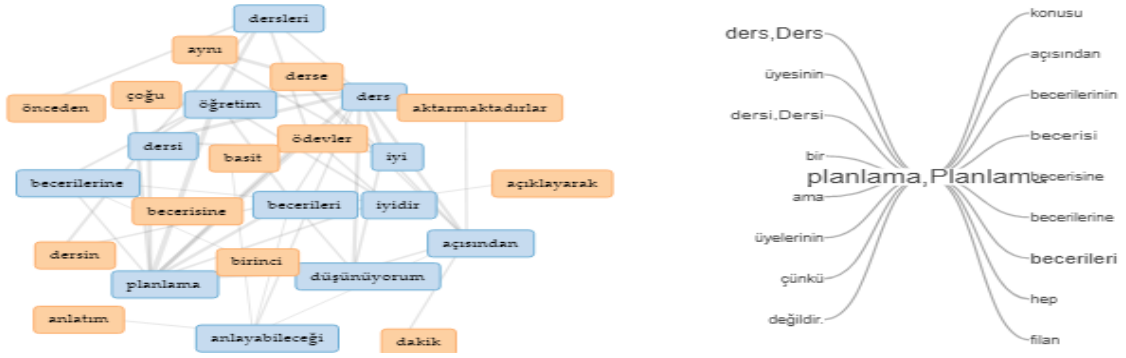 dersleri
aynı
derse
çoğu
ders
önceden
öğretim
aktarmaktadırlar
ödevler
dersi
basit
iyi
becerilerine
açıklayarak
becerisine
becerileri
iyidir
açısından
dersin
birinci
planlama
düşünüyorum
anlatım
anlayabileceği
dakik
ders,Ders
üyesinin
dersi,Dersi
bir
planlama,Planlama
ama
üyelerinin
çünkü
değildir.
konusu
açısından
becerilerinin
becerisi
becerisine
becerilerine
becerileri
hep
filan